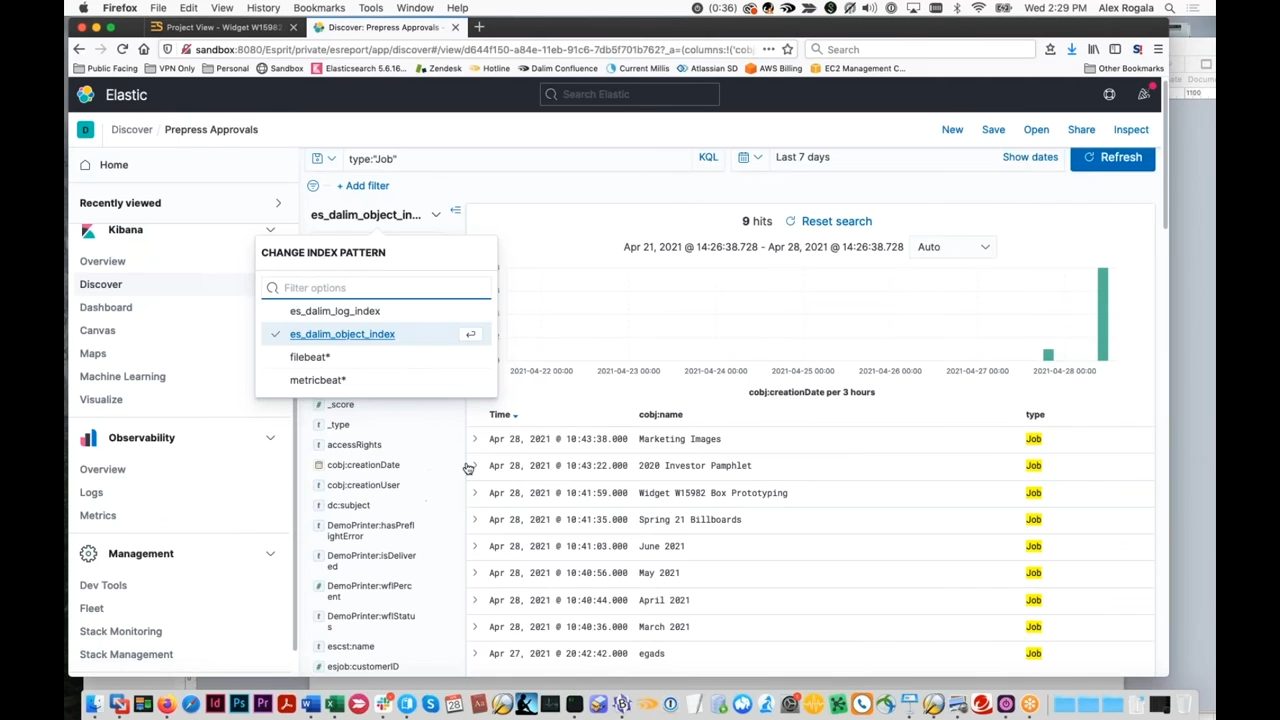 Firefox File Edit View History Bookmarks Tools Window Help
(0:36) Wed 2:29 PM Alex Rogala
Project View - Widget W15982
Discover: Prepress Approvals -
sandbox:8080/Esprit/private/esreport/app/discover#/view/d644f150-a84e-11eb-91c6-7db5f701b762?_a=(columns:!('cobj
Search
Public Facing VPN Only Personal Sandbox Elasticsearch 5.6.16... Zendesk Hotline Dalim Confluence Current Millis Atlassian SD AWS Billing EC2 Management C... Other Bookmarks
Elastic
Search Elastic
D Discover / Prepress Approvals
New Save Open Share Inspect
Home
Recently viewed
Kibana
Overview
Discover
Dashboard
Canvas
Maps
Machine Learning
Visualize
Observability
Overview
Logs
Metrics
Management
Dev Tools
Fleet
Stack Monitoring
Stack Management
type:"Job"
KQL
Last 7 days
Show dates
Refresh
+ Add filter
es_dalim_object_in...
CHANGE INDEX PATTERN
Filter options
es_dalim_log_index
es_dalim_object_index
filebeat*
metricbeat*
_score
_type
accessRights
cobj:creationDate
cobj:creationUser
dc:subject
DemoPrinter:hasPrefl
ightError
DemoPrinter:isDeliver
ed
DemoPrinter:wflPerc
ent
DemoPrinter:wflStatu
s
escst:name
esjob:customerID
9 hits Reset search
Apr 21, 2021 @ 14:26:38.728 - Apr 28, 2021 @ 14:26:38.728 Auto
2021-04-22 00:00 2021-04-23 00:00 2021-04-24 00:00 2021-04-25 00:00 2021-04-26 00:00 2021-04-27 00:00 2021-04-28 00:00
cobj:creationDate per 3 hours
Time cobj:name type
Apr 28, 2021 @ 10:43:38.000 Marketing Images Job
Apr 28, 2021 @ 10:43:22.000 2020 Investor Pamphlet Job
Apr 28, 2021 @ 10:41:59.000 Widget W15982 Box Prototyping Job
Apr 28, 2021 @ 10:41:35.000 Spring 21 Billboards Job
Apr 28, 2021 @ 10:41:03.000 June 2021 Job
Apr 28, 2021 @ 10:40:56.000 May 2021 Job
Apr 28, 2021 @ 10:40:44.000 April 2021 Job
Apr 28, 2021 @ 10:40:36.000 March 2021 Job
Apr 27, 2021 @ 20:42:42.000 egads Job
1100